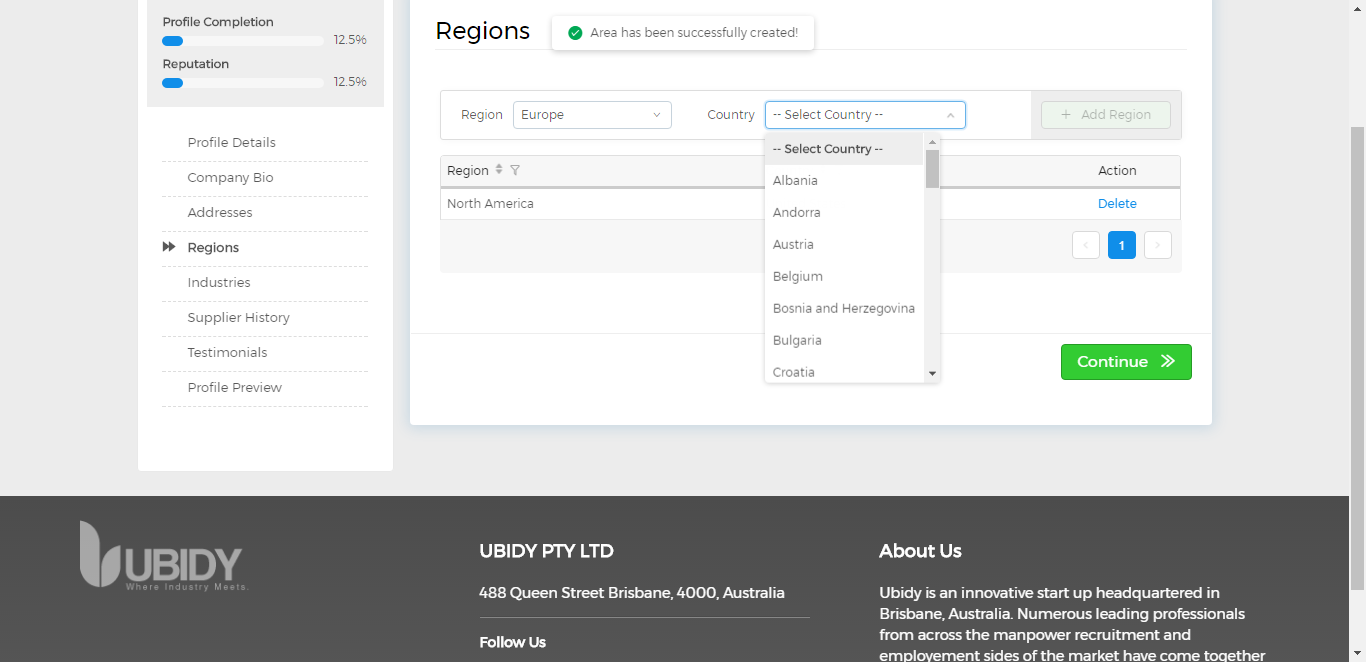 Profile Completion
12.5%
Reputation
12.5%
Profile Details
Company Bio
Addresses
Regions
Industries
Supplier History
Testimonials
Profile Preview
Regions
Area has been successfully created!
Region Europe Country -- Select Country -- + Add Region
-- Select Country --
Albania
Andorra
Austria
Belgium
Bosnia and Herzegovina
Bulgaria
Croatia
Region Action
North America Delete
< 1 >
Continue
UBIDY
Where Industry Meets.
UBIDY PTY LTD
488 Queen Street Brisbane, 4000, Australia
Follow Us
About Us
Ubidy is an innovative start up headquartered in
Brisbane, Australia. Numerous leading professionals
from across the manpower recruitment and
employement sides of the market have come together